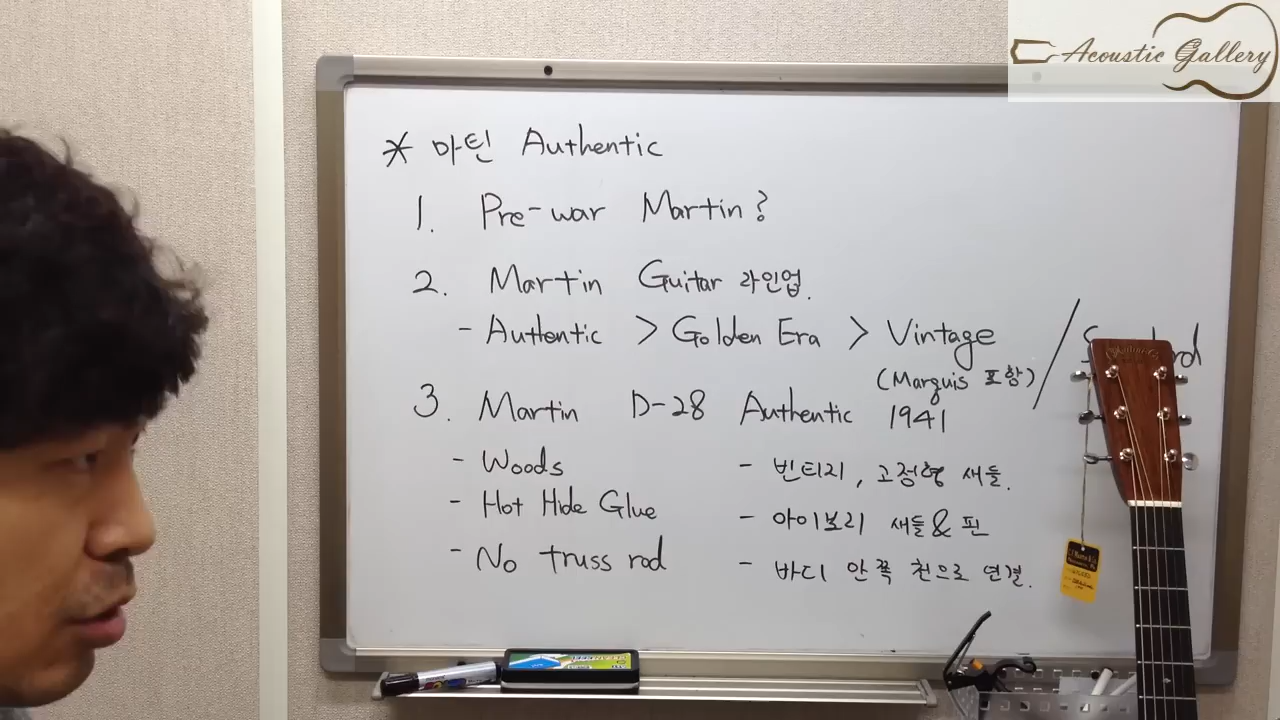 Acoustic Gallery
* 마틴 Authentic
1. Pre-war Martin?
2. Martin Guitar 라인업.
- Authentic > Golden Era > Vintage /
(Marquis 포함)
3. Martin D-28 Authentic 1941
- Woods
- Hot Hide Glue
- No truss rod
- 빈티지, 고정형 새들.
- 아이보리 새들 & 핀
- 바디 안쪽 천으로 연결.